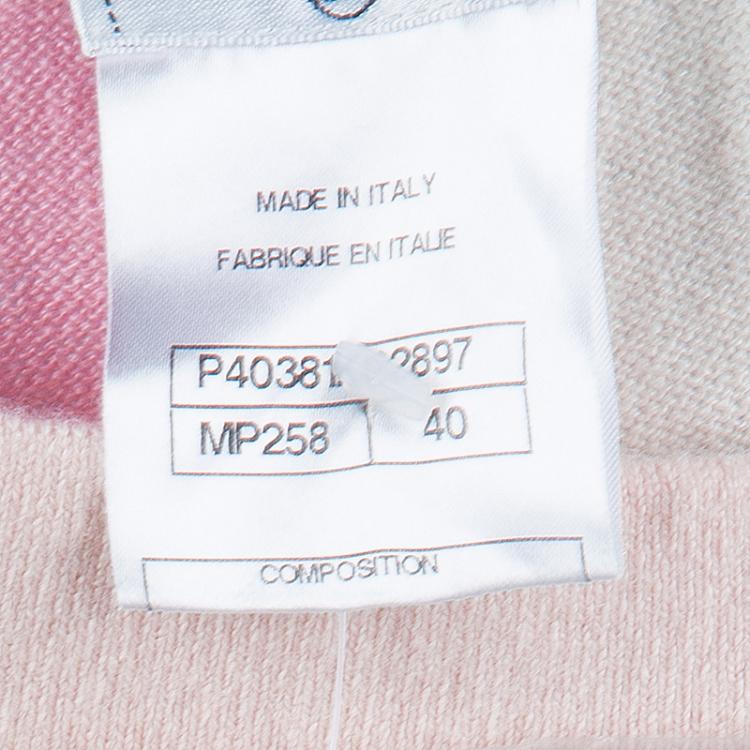 MADE IN ITALY
FABRIQUE EN ITALIE
P40381 2897
MP258 40
COMPOSITION